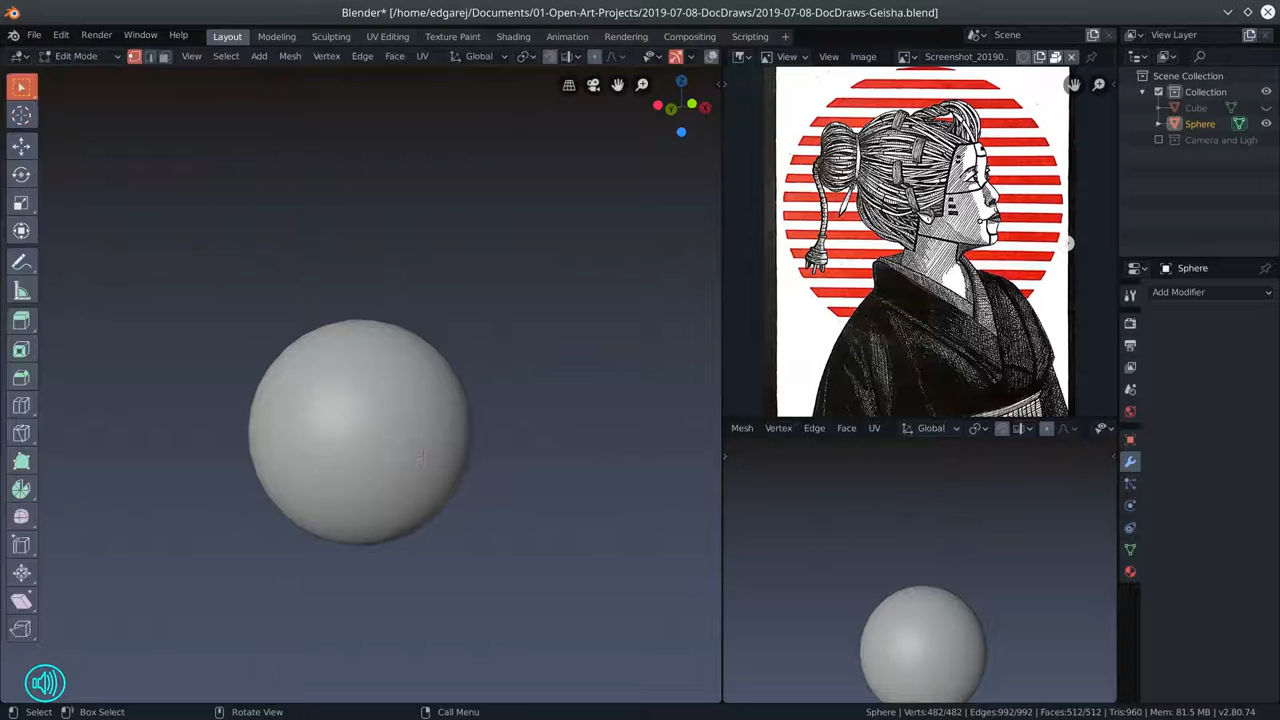 Blender* [/home/edgarej/Documents/01-Open-Art-Projects/2019-07-08-DocDraws/2019-07-08-DocDraws-Geisha.blend]
File Edit Render Window Help Layout Modeling Sculpting UV Editing Texture Paint Shading Animation Rendering Compositing Scripting + Scene View Layer
Edit Mode View Select Add Mesh Vertex Edge Face UV Global View View Image Screenshot_20190..
Z
Y X
Scene Collection
Collection
Cube
Sphere
Camera and Ligh
Sphere
Add Modifier
Mesh Vertex Edge Face UV Global
Select Box Select Rotate View Call Menu Sphere | Verts:482/482 | Edges:992/992 | Faces:512/512 | Tris:960 | Mem: 81.5 MB | v2.80.74